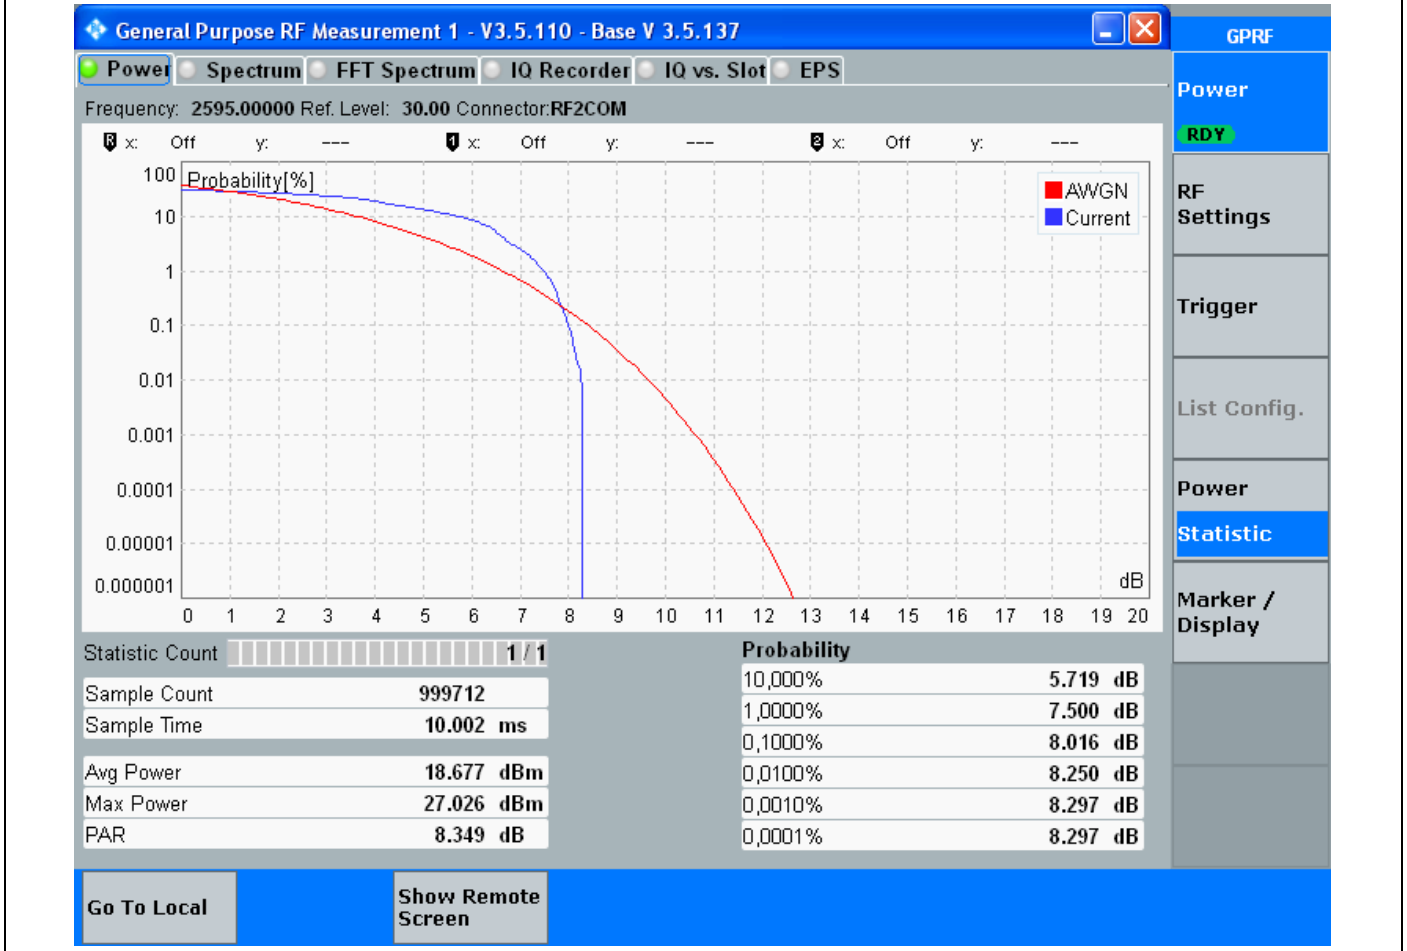 General Purpose RF Measurement 1 - V3.5.110 - Base V 3.5.137
GPRF
Power Spectrum FFT Spectrum IQ Recorder IQ vs. Slot EPS
Frequency: 2595.00000 Ref. Level: 30.00 Connector:RF2COM
R x: Off y: --- 1 x: Off y: --- 2 x: Off y: ---
Probability[%]
100
10
1
0.1
0.01
0.001
0.0001
0.00001
0.000001
AWGN
Current
dB
0 1 2 3 4 5 6 7 8 9 10 11 12 13 14 15 16 17 18 19 20
Statistic Count 1 / 1
Sample Count 999712
Sample Time 10.002 ms
Avg Power 18.677 dBm
Max Power 27.026 dBm
PAR 8.349 dB
Probability
10,000% 5.719 dB
1,0000% 7.500 dB
0,1000% 8.016 dB
0,0100% 8.250 dB
0,0010% 8.297 dB
0,0001% 8.297 dB
Power
RDY
RF
Settings
Trigger
List Config.
Power
Statistic
Marker /
Display
Go To Local
Show Remote
Screen